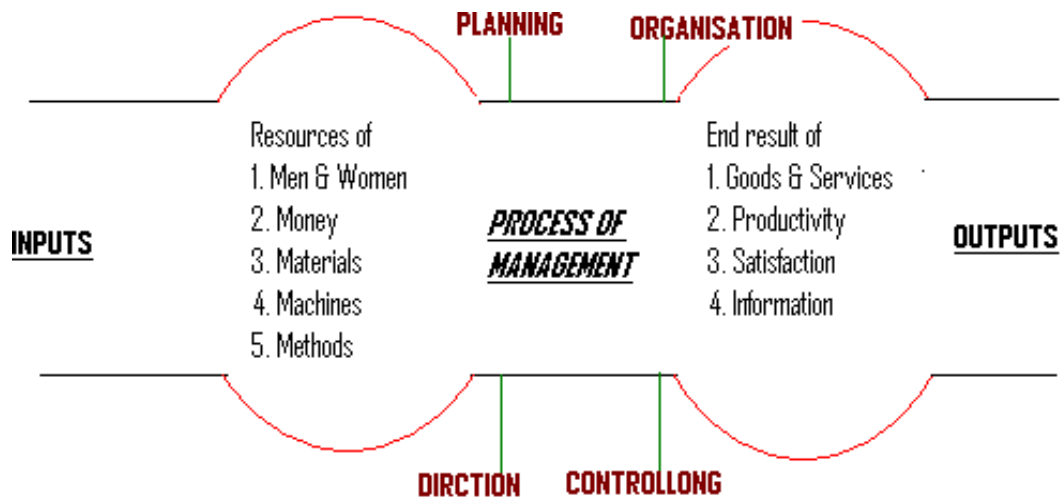 PLANNING
ORGANISATION
Resources of
1. Men & Women
2. Money
3. Materials
4. Machines
5. Methods
INPUTS
PROCESS OF
MANAGEMENT
End result of
1. Goods & Services
2. Productivity
3. Satisfaction
4. Information
OUTPUTS
DIRCTION
CONTROLLONG